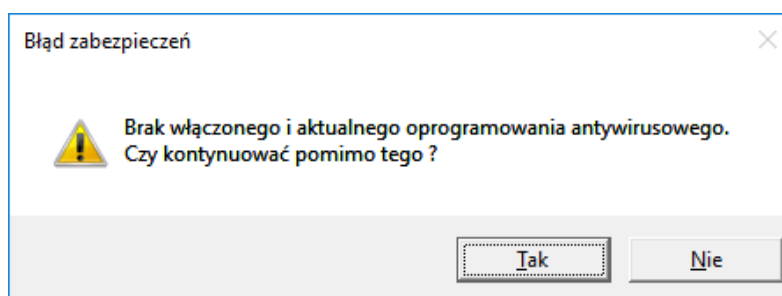 Błąd zabezpieczeń
Brak włączonego i aktualnego oprogramowania antywirusowego.
Czy kontynuować pomimo tego ?
Tak
Nie